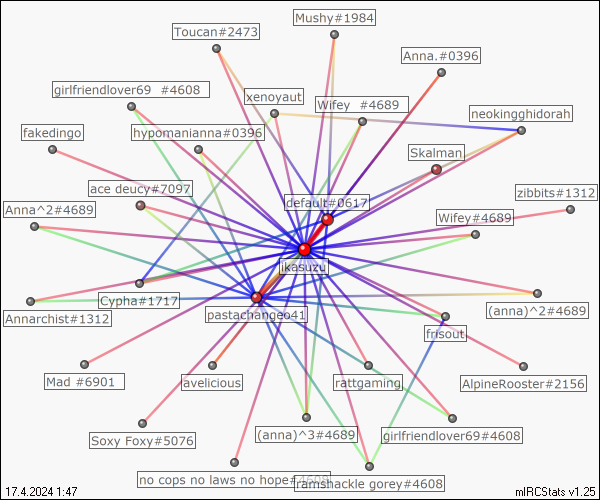 Mushy#1984
Toucan#2473
Anna.#0396
girlfriendlover69 #4608
xenoyaut
Wifey #4689
neokingghidorah
fakedingo
hypomanianna#0396
Skalman
ace deucy#7097
zibbits#1312
default#0617
Anna^2#4689
Wifey#4689
ikasuzu
Cypha#1717
(anna)^2#4689
Annarchist#1312
pastachangeo41
frisout
Mad #6901
avelicious
rattgaming
AlpineRooster#2156
Soxy Foxy#5076
(anna)^3#4689
girlfriendlover69#4608
no cops no laws no hope#4608
ramshackle gorey#4608
17.4.2024 1:47
mIRCStats v1.25